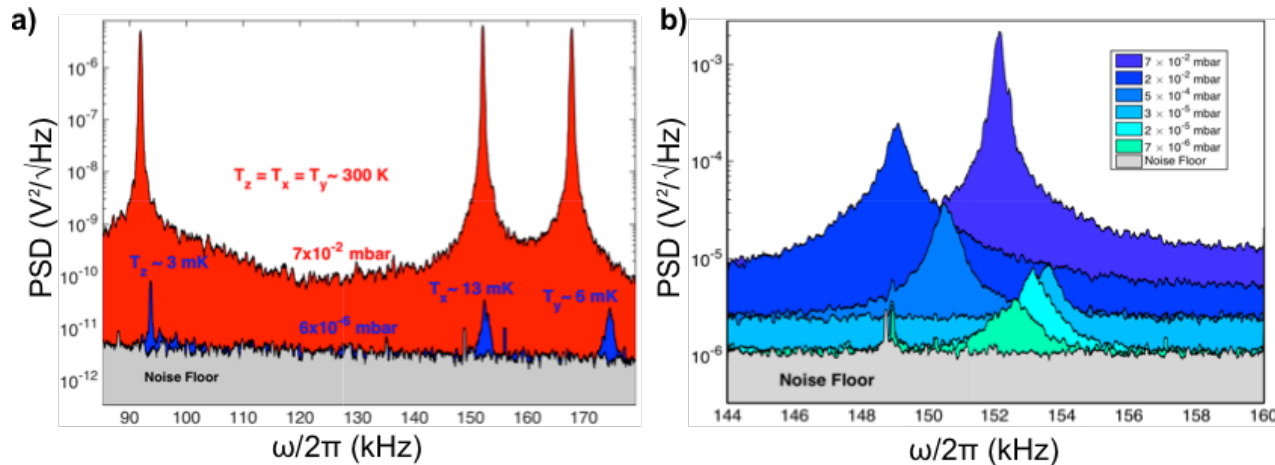 a)
PSD (V²/√Hz)
10⁻⁶
10⁻⁷
10⁻⁸
10⁻⁹
10⁻¹⁰
10⁻¹¹
10⁻¹²
T_z = T_x = T_y ~ 300 K
7x10⁻² mbar
T_z ~ 3 mK
T_x ~ 13 mK
T_y ~ 6 mK
6x10⁻⁶ mbar
Noise Floor
90 100 110 120 130 140 150 160 170
ω/2π (kHz)
b)
PSD (V²/√Hz)
10⁻³
10⁻⁴
10⁻⁵
10⁻⁶
7 × 10⁻² mbar
2 × 10⁻² mbar
5 × 10⁻⁴ mbar
3 × 10⁻⁵ mbar
2 × 10⁻⁵ mbar
7 × 10⁻⁶ mbar
Noise Floor
Noise Floor
144 146 148 150 152 154 156 158 160
ω/2π (kHz)